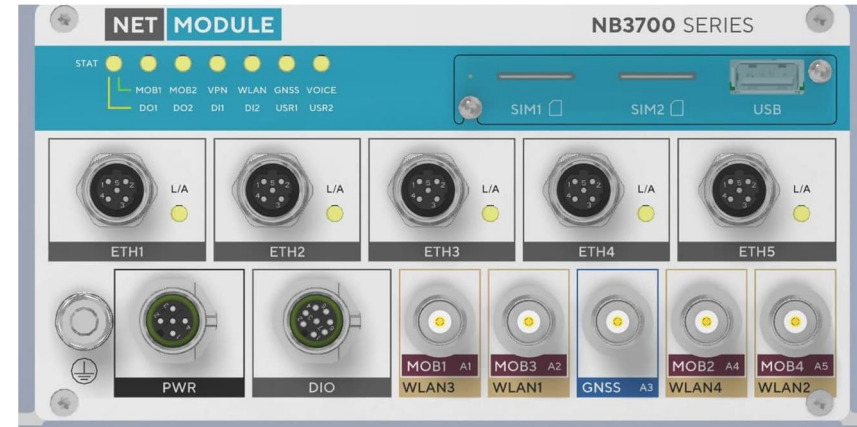 NET MODULE
NB3700 SERIES
STAT
MOB1 MOB2 VPN WLAN GNSS VOICE
DO1 DO2 DI1 DI2 USR1 USR2
SIM1 SIM2 USB
L/A L/A L/A L/A L/A
ETH1 ETH2 ETH3 ETH4 ETH5
MOB1 A1 MOB3 A2 MOB2 A4 MOB4 A5
PWR DIO WLAN3 WLAN1 GNSS A3 WLAN4 WLAN2